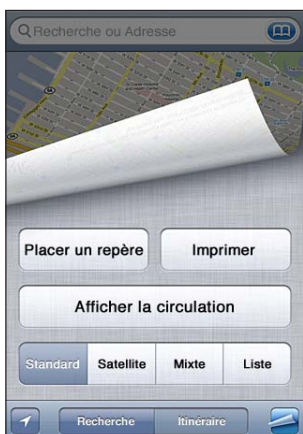 Recherche ou Adresse
Placer un repère Imprimer
Afficher la circulation
Standard Satellite Mixte Liste
Recherche Itinéraire